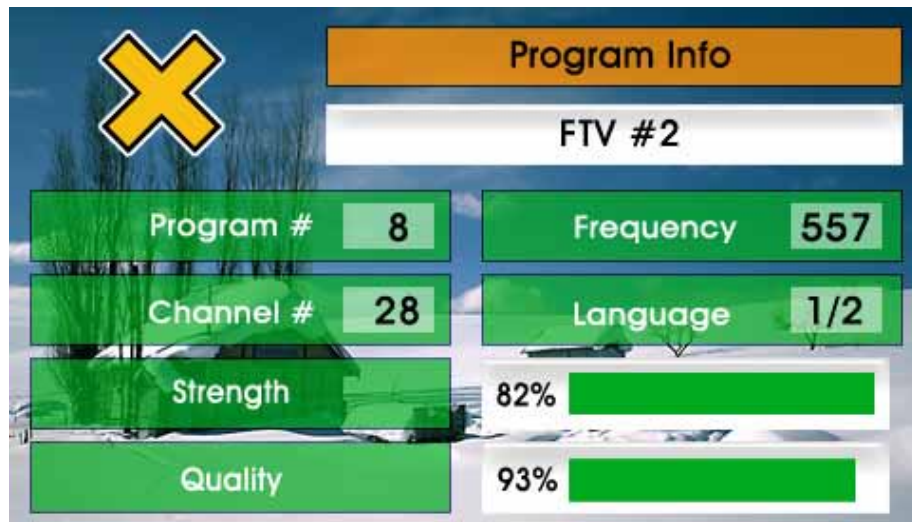 Program Info
FTV #2
Program # 8
Frequency 557
Channel # 28
Language 1/2
Strength
82%
Quality
93%